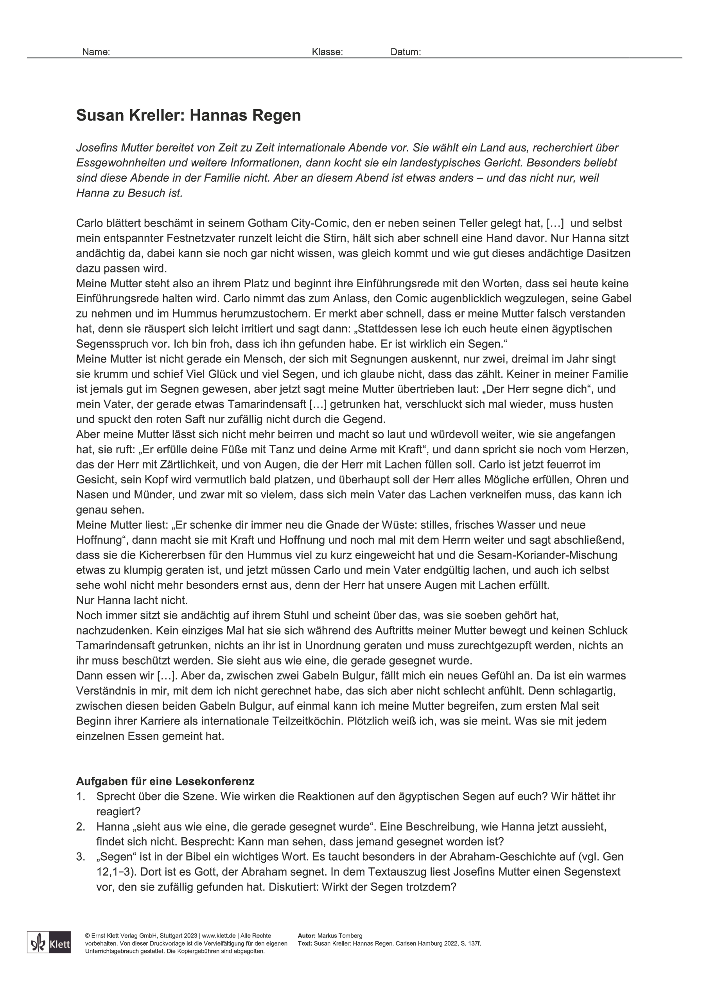 Name: Klasse: Datum:
Susan Kreller: Hannas Regen
Josefins Mutter bereitet von Zeit zu Zeit internationale Abende vor. Sie wählt ein Land aus, recherchiert über
Essgewohnheiten und weitere Informationen, dann kocht sie ein landestypisches Gericht. Besonders beliebt
sind diese Abende in der Familie nicht. Aber an diesem Abend ist etwas anders – und das nicht nur, weil
Hanna zu Besuch ist.
Carlo blättert beschämt in seinem Gotham City-Comic, den er neben seinen Teller gelegt hat, […] und selbst
mein entspannter Festnetzvater runzelt leicht die Stirn, hält sich aber schnell eine Hand davor. Nur Hanna sitzt
andächtig da, dabei kann sie noch gar nicht wissen, was gleich kommt und wie gut dieses andächtige Dasitzen
dazu passen wird.
Meine Mutter steht also an ihrem Platz und beginnt ihre Einführungsrede mit den Worten, dass sei heute keine
Einführungsrede halten wird. Carlo nimmt das zum Anlass, den Comic augenblicklich wegzulegen, seine Gabel
zu nehmen und im Hummus herumzustochern. Er merkt aber schnell, dass er meine Mutter falsch verstanden
hat, denn sie räuspert sich leicht irritiert und sagt dann: „Stattdessen lese ich euch heute einen ägyptischen
Segensspruch vor. Ich bin froh, dass ich ihn gefunden habe. Er ist wirklich ein Segen.“
Meine Mutter ist nicht gerade ein Mensch, der sich mit Segnungen auskennt, nur zwei, dreimal im Jahr singt
sie krumm und schief Viel Glück und viel Segen, und ich glaube nicht, dass das zählt. Keiner in meiner Familie
ist jemals gut im Segnen gewesen, aber jetzt sagt meine Mutter übertrieben laut: „Der Herr segne dich“, und
mein Vater, der gerade etwas Tamarindensaft […] getrunken hat, verschluckt sich mal wieder, muss husten
und spuckt den roten Saft nur zufällig nicht durch die Gegend.
Aber meine Mutter lässt sich nicht mehr beirren und macht so laut und würdevoll weiter, wie sie angefangen
hat, sie ruft: „Er erfülle deine Füße mit Tanz und deine Arme mit Kraft“, und dann spricht sie noch vom Herzen,
das der Herr mit Zärtlichkeit, und von Augen, die der Herr mit Lachen füllen soll. Carlo ist jetzt feuerrot im
Gesicht, sein Kopf wird vermutlich bald platzen, und überhaupt soll der Herr alles Mögliche erfüllen, Ohren und
Nasen und Münder, und zwar mit so vielem, dass sich mein Vater das Lachen verkneifen muss, das kann ich
genau sehen.
Meine Mutter liest: „Er schenke dir immer neu die Gnade der Wüste: stilles, frisches Wasser und neue
Hoffnung“, dann macht sie mit Kraft und Hoffnung und noch mal mit dem Herrn weiter und sagt abschließend,
dass sie die Kichererbsen für den Hummus viel zu kurz eingeweicht hat und die Sesam-Koriander-Mischung
etwas zu klumpig geraten ist, und jetzt müssen Carlo und mein Vater endgültig lachen, und auch ich selbst
sehe wohl nicht mehr besonders ernst aus, denn der Herr hat unsere Augen mit Lachen erfüllt.
Nur Hanna lacht nicht.
Noch immer sitzt sie andächtig auf ihrem Stuhl und scheint über das, was sie soeben gehört hat,
nachzudenken. Kein einziges Mal hat sie sich während des Auftritts meiner Mutter bewegt und keinen Schluck
Tamarindensaft getrunken, nichts an ihr ist in Unordnung geraten und muss zurechtgezupft werden, nichts an
ihr muss beschützt werden. Sie sieht aus wie eine, die gerade gesegnet wurde.
Dann essen wir […]. Aber da, zwischen zwei Gabeln Bulgur, fällt mich ein neues Gefühl an. Da ist ein warmes
Verständnis in mir, mit dem ich nicht gerechnet habe, das sich aber nicht schlecht anfühlt. Denn schlagartig,
zwischen diesen beiden Gabeln Bulgur, auf einmal kann ich meine Mutter begreifen, zum ersten Mal seit
Beginn ihrer Karriere als internationale Teilzeitköchin. Plötzlich weiß ich, was sie meint. Was sie mit jedem
einzelnen Essen gemeint hat.
Aufgaben für eine Lesekonferenz
1. Sprecht über die Szene. Wie wirken die Reaktionen auf den ägyptischen Segen auf euch? Wir hättet ihr
reagiert?
2. Hanna „sieht aus wie eine, die gerade gesegnet wurde“. Eine Beschreibung, wie Hanna jetzt aussieht,
findet sich nicht. Besprecht: Kann man sehen, dass jemand gesegnet worden ist?
3. „Segen“ ist in der Bibel ein wichtiges Wort. Es taucht besonders in der Abraham-Geschichte auf (vgl. Gen
12,1–3). Dort ist es Gott, der Abraham segnet. In dem Textauszug liest Josefins Mutter einen Segenstext
vor, den sie zufällig gefunden hat. Diskutiert: Wirkt der Segen trotzdem?
Klett
© Ernst Klett Verlag GmbH, Stuttgart 2023 | www.klett.de | Alle Rechte
vorbehalten. Von dieser Druckvorlage ist die Vervielfältigung für den eigenen
Unterrichtsgebrauch gestattet. Die Kopiergebühren sind abgegolten.
Autor: Markus Tomberg
Text: Susan Kreller: Hannas Regen. Carlsen Hamburg 2022, S. 137f.